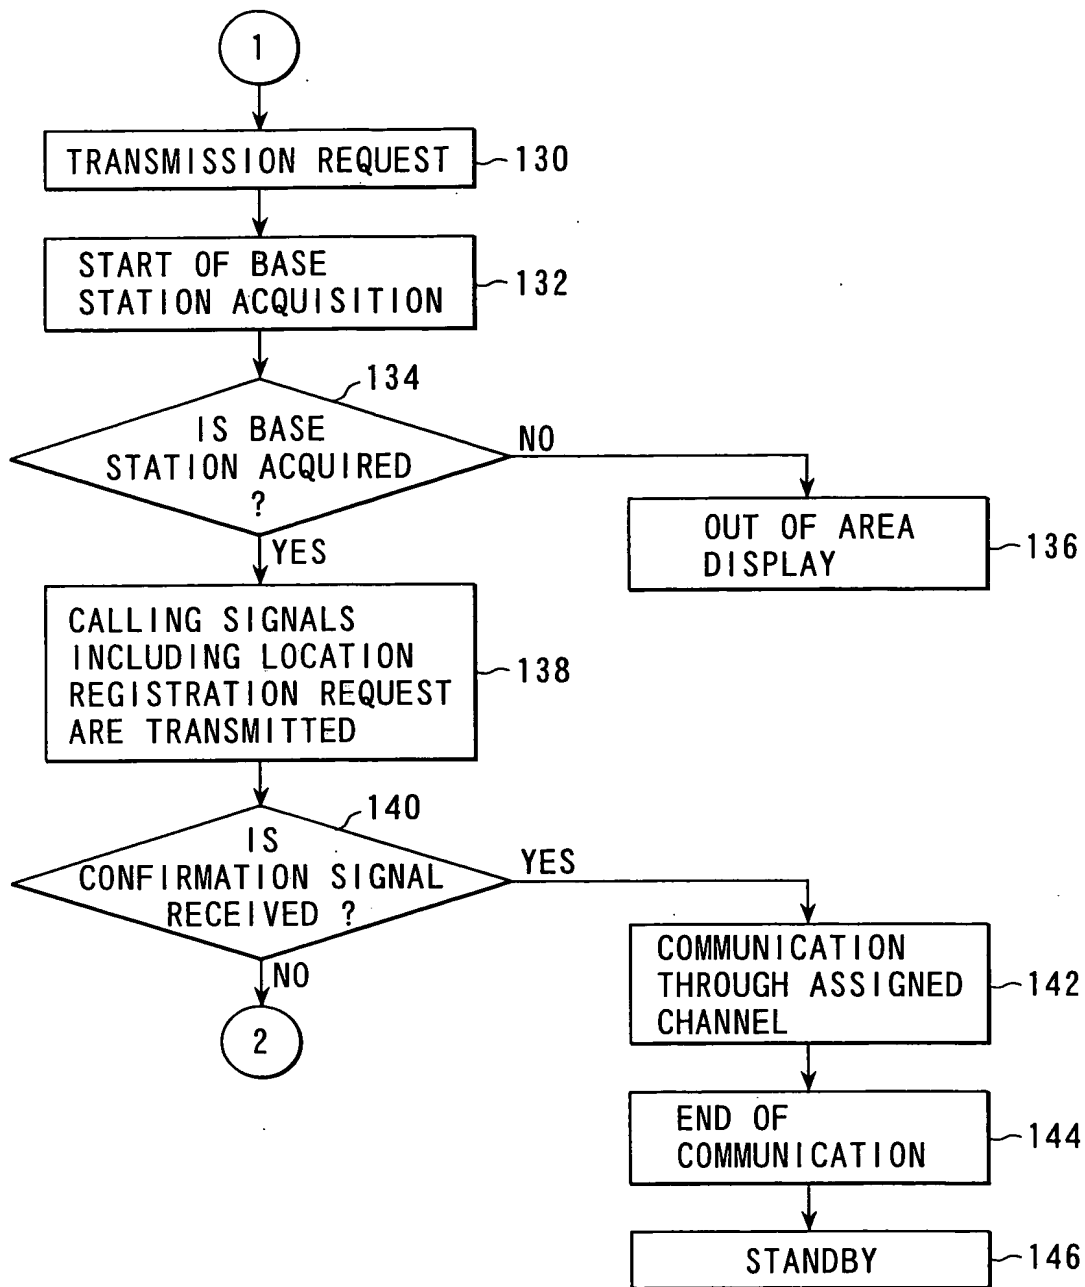 1
TRANSMISSION REQUEST
130
START OF BASE
STATION ACQUISITION
132
134
IS BASE
STATION ACQUIRED
?
NO
YES
OUT OF AREA
DISPLAY
136
CALLING SIGNALS
INCLUDING LOCATION
REGISTRATION REQUEST
ARE TRANSMITTED
138
140
IS
CONFIRMATION SIGNAL
RECEIVED ?
YES
NO
2
COMMUNICATION
THROUGH ASSIGNED
CHANNEL
142
END OF
COMMUNICATION
144
STANDBY
146